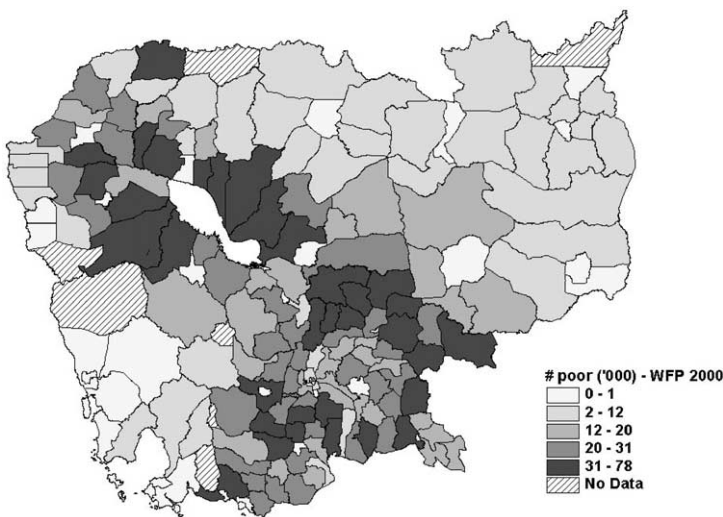 # poor ('000) - WFP 2000
0 - 1
2 - 12
12 - 20
20 - 31
31 - 78
No Data